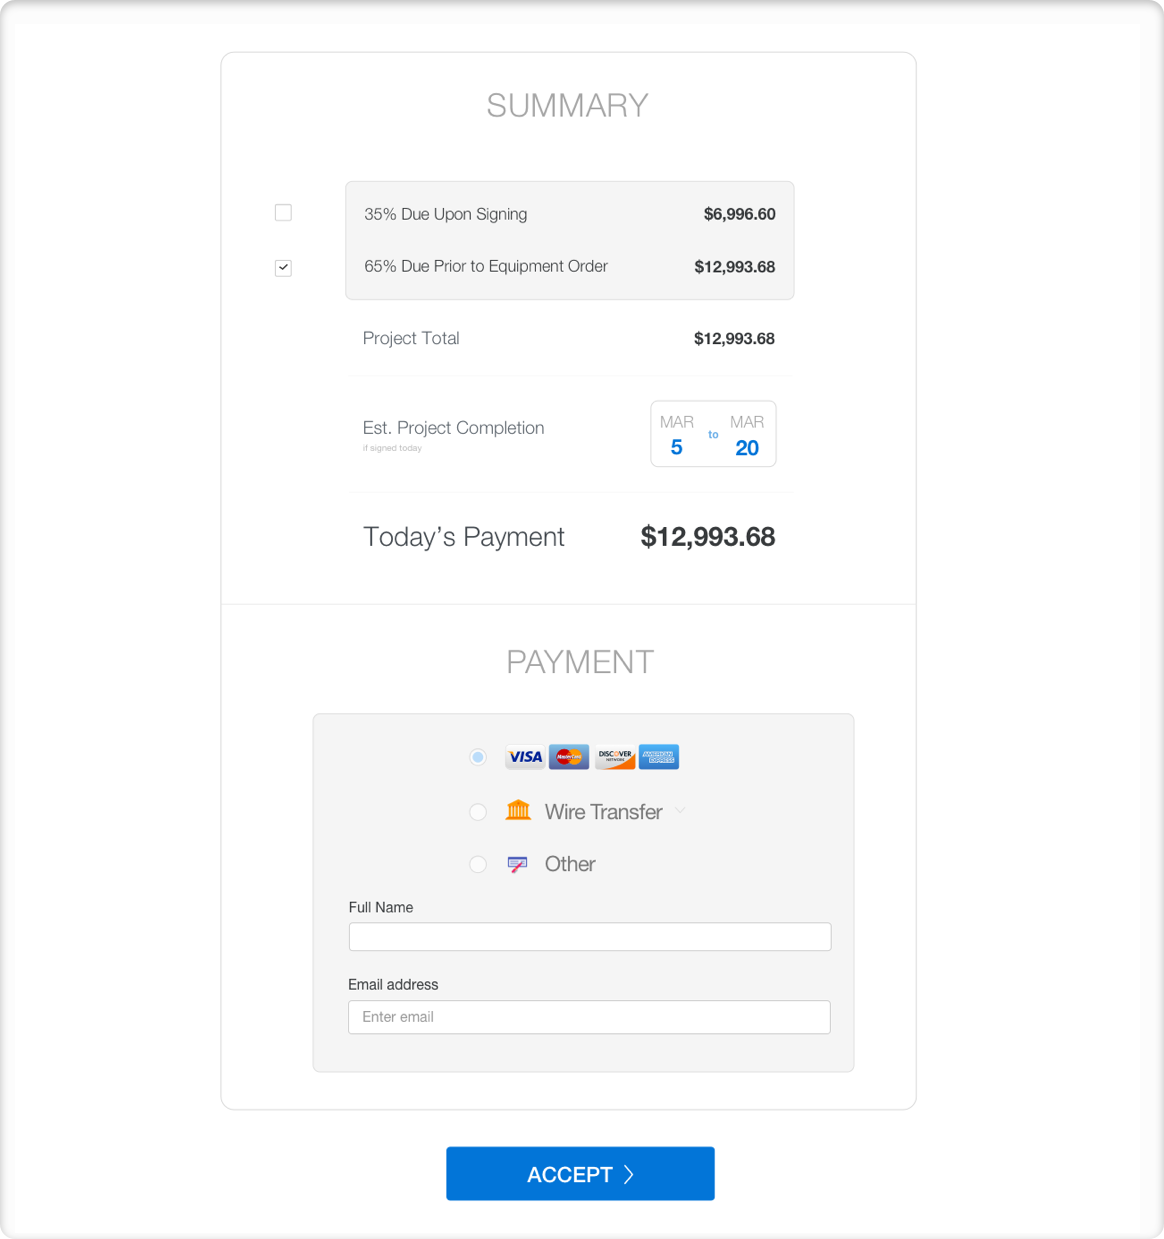 SUMMARY
35% Due Upon Signing $6,996.60
65% Due Prior to Equipment Order $12,993.68
Project Total $12,993.68
Est. Project Completion
if signed today
MAR MAR
5 to 20
Today’s Payment $12,993.68
PAYMENT
VISA MasterCard DISCOVER NETWORK AMERICAN EXPRESS
Wire Transfer
Other
Full Name
Email address
Enter email
ACCEPT